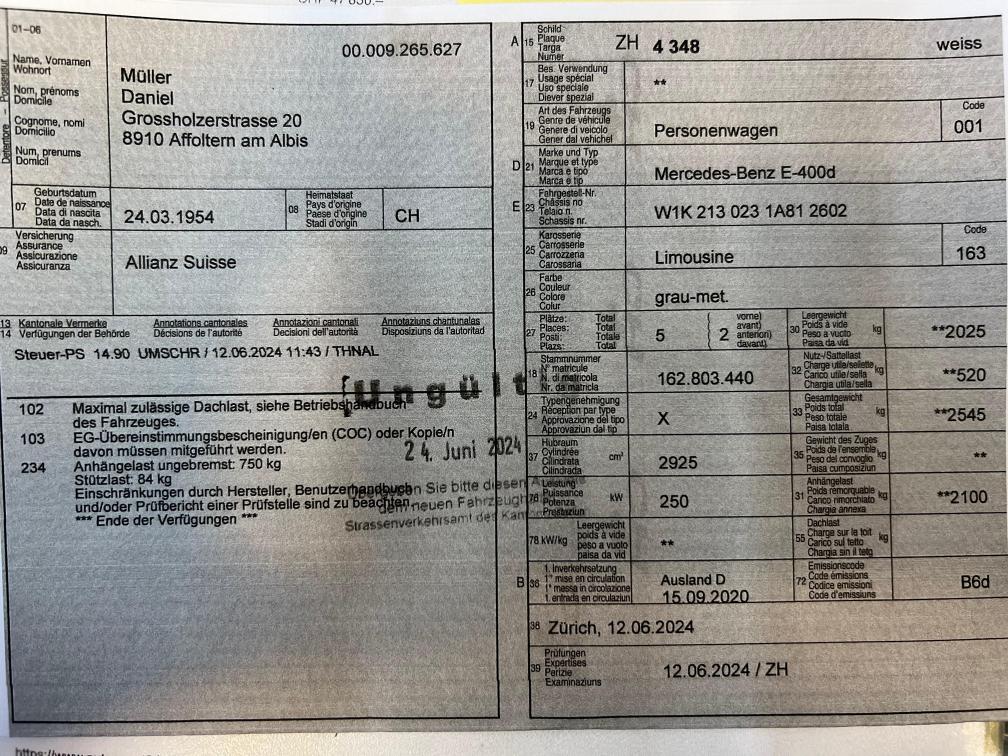 CHF 47 850.–
01–06
00.009.265.627
Detentore – Possessur
Name, Vornamen
Wohnort
Nom, prénoms
Domicile
Cognome, nomi
Domicilio
Num, prenums
Domicil
Müller
Daniel
Grossholzerstrasse 20
8910 Affoltern am Albis
07
Geburtsdatum
Date de naissance
Data di nascita
Data da nasch.
24.03.1954
08
Heimatstaat
Pays d'origine
Paese d'origine
Stadi d'origin
CH
09
Versicherung
Assurance
Assicurazione
Assicuranza
Allianz Suisse
13 Kantonale Vermerke Annotations cantonales Annotazioni cantonali Annotaziuns chantunalas
14 Verfügungen der Behörde Décisions de l'autorité Decisioni dell'autorità Disposiziuns da l'autoritad
Steuer-PS 14.90 UMSCHR / 12.06.2024 11:43 / THNAL
Ungült
102 Maximal zulässige Dachlast, siehe Betriebshandbuch
des Fahrzeuges.
103 EG-Übereinstimmungsbescheinigung/en (COC) oder Kopie/n
davon müssen mitgeführt werden.
24. Juni 2024
234 Anhängelast ungebremst: 750 kg
Stützlast: 84 kg
Einschränkungen durch Hersteller, Benutzerhandbuch
und/oder Prüfbericht einer Prüfstelle sind zu beachten
*** Ende der Verfügungen ***
Sie bitte diesen
dem neuen Fahrzeug
Strassenverkehrsamt des Kan
A 15
Schild
Plaque
Targa
Numer
ZH 4 348 weiss
17
Bes. Verwendung
Usage spécial
Uso speciale
Diever spezial
**
19
Art des Fahrzeugs
Genre de véhicule
Genere di veicolo
Gener dal vehichel
Personenwagen
Code
001
D 21
Marke und Typ
Marque et type
Marca e tipo
Marca e tip
Mercedes-Benz E-400d
E 23
Fahrgestell-Nr.
Châssis no
Telaio n.
Schassis nr.
W1K 213 023 1A81 2602
25
Karosserie
Carrosserie
Carrozzeria
Carossaria
Limousine
Code
163
26
Farbe
Couleur
Colore
Colur
grau-met.
27
Plätze: Total
Places: Total
Posti: Totale
Plazs: Total
5
2
vorne)
avant)
anteriori)
davant)
30
Leergewicht
Poids à vide
Peso a vuoto
Paisa da vid
kg
**2025
18
Stammnummer
N° matricule
N. di matricola
Nr. da matricla
162.803.440
32
Nutz-/Sattellast
Charge utile/sellette
Carico utile/sella
Chargia utila/sella
kg
**520
24
Typengenehmigung
Réception par type
Approvazione del tipo
Approvaziun dal tip
X
33
Gesamtgewicht
Poids total
Peso totale
Paisa totala
kg
**2545
37
Hubraum
Cylindrée
Cilindrata
Cilindrada
cm³
2925
35
Gewicht des Zuges
Poids de l'ensemble
Peso del convoglio
Paisa cumposiziun
kg
**
76
Leistung
Puissance
Potenza
Prestaziun
kW
250
31
Anhängelast
Poids remorquable
Carico rimorchiato
Chargia annexa
kg
**2100
78 kW/kg
Leergewicht
poids à vide
peso a vuoto
paisa da vid
**
55
Dachlast
Charge sur le toit
Carico sul tetto
Chargia sin il tetg
kg
B 36
1. Inverkehrsetzung
1re mise en circulation
1a messa in circolazione
1. entrada en circulaziun
Ausland D
15.09.2020
72
Emissionscode
Code émissions
Codice emissioni
Code d'emissiuns
B6d
38 Zürich, 12.06.2024
39
Prüfungen
Expertises
Perizie
Examinaziuns
12.06.2024 / ZH